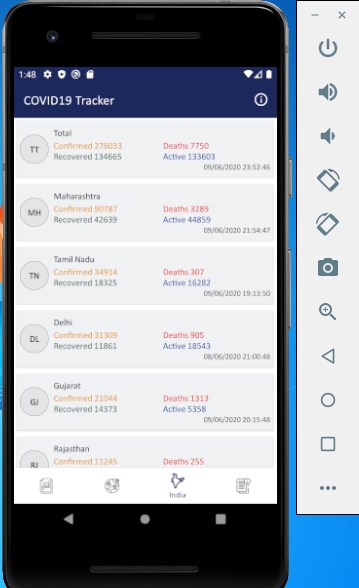 1:48
COVID19 Tracker
TT
Total
Confirmed 276033 Deaths 7750
Recovered 134665 Active 133603
09/06/2020 23:52:46
MH
Maharashtra
Confirmed 90787 Deaths 3289
Recovered 42639 Active 44859
09/06/2020 21:54:47
TN
Tamil Nadu
Confirmed 34914 Deaths 307
Recovered 18325 Active 16282
09/06/2020 19:13:50
DL
Delhi
Confirmed 31309 Deaths 905
Recovered 11861 Active 18543
08/06/2020 21:00:48
GJ
Gujarat
Confirmed 21044 Deaths 1313
Recovered 14373 Active 5358
09/06/2020 20:15:48
RJ
Rajasthan
Confirmed 11245 Deaths 255
India